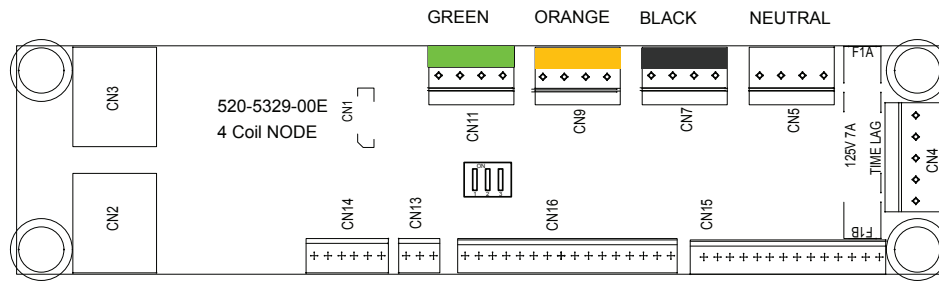 GREEN
ORANGE
BLACK
NEUTRAL
F1A
CN3
520-5329-00E
4 Coil NODE
CN1
CN11
CN9
CN7
CN5
125V 7A
TIME LAG
CN4
ON
1 2 3
CN2
CN14
CN13
CN16
CN15
F1B